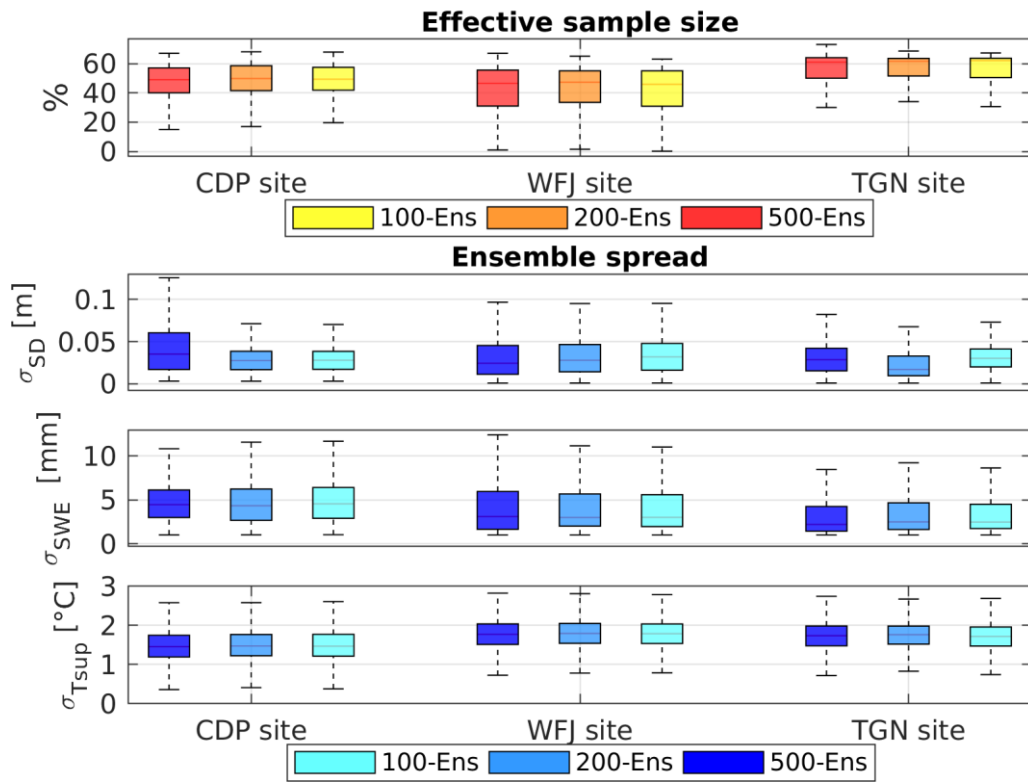 Effective sample size
%
60
40
20
0
CDP site WFJ site TGN site
100-Ens 200-Ens 500-Ens
Ensemble spread
σSD [m]
0.1
0.05
0
σSWE [mm]
10
5
0
σTsup [°C]
3
2
1
0
CDP site WFJ site TGN site
100-Ens 200-Ens 500-Ens